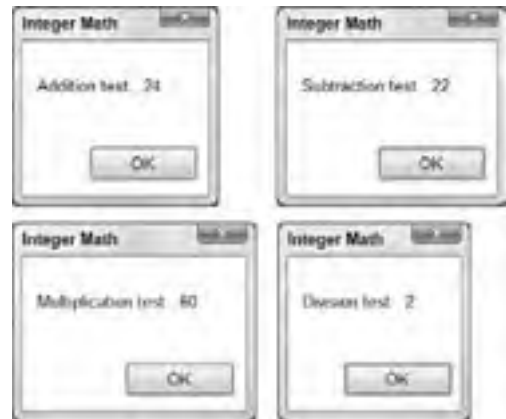 Integer Math
Addition test 24
OK
Integer Math
Subtraction test 22
OK
Integer Math
Multiplication test 60
OK
Integer Math
Division test 2
OK